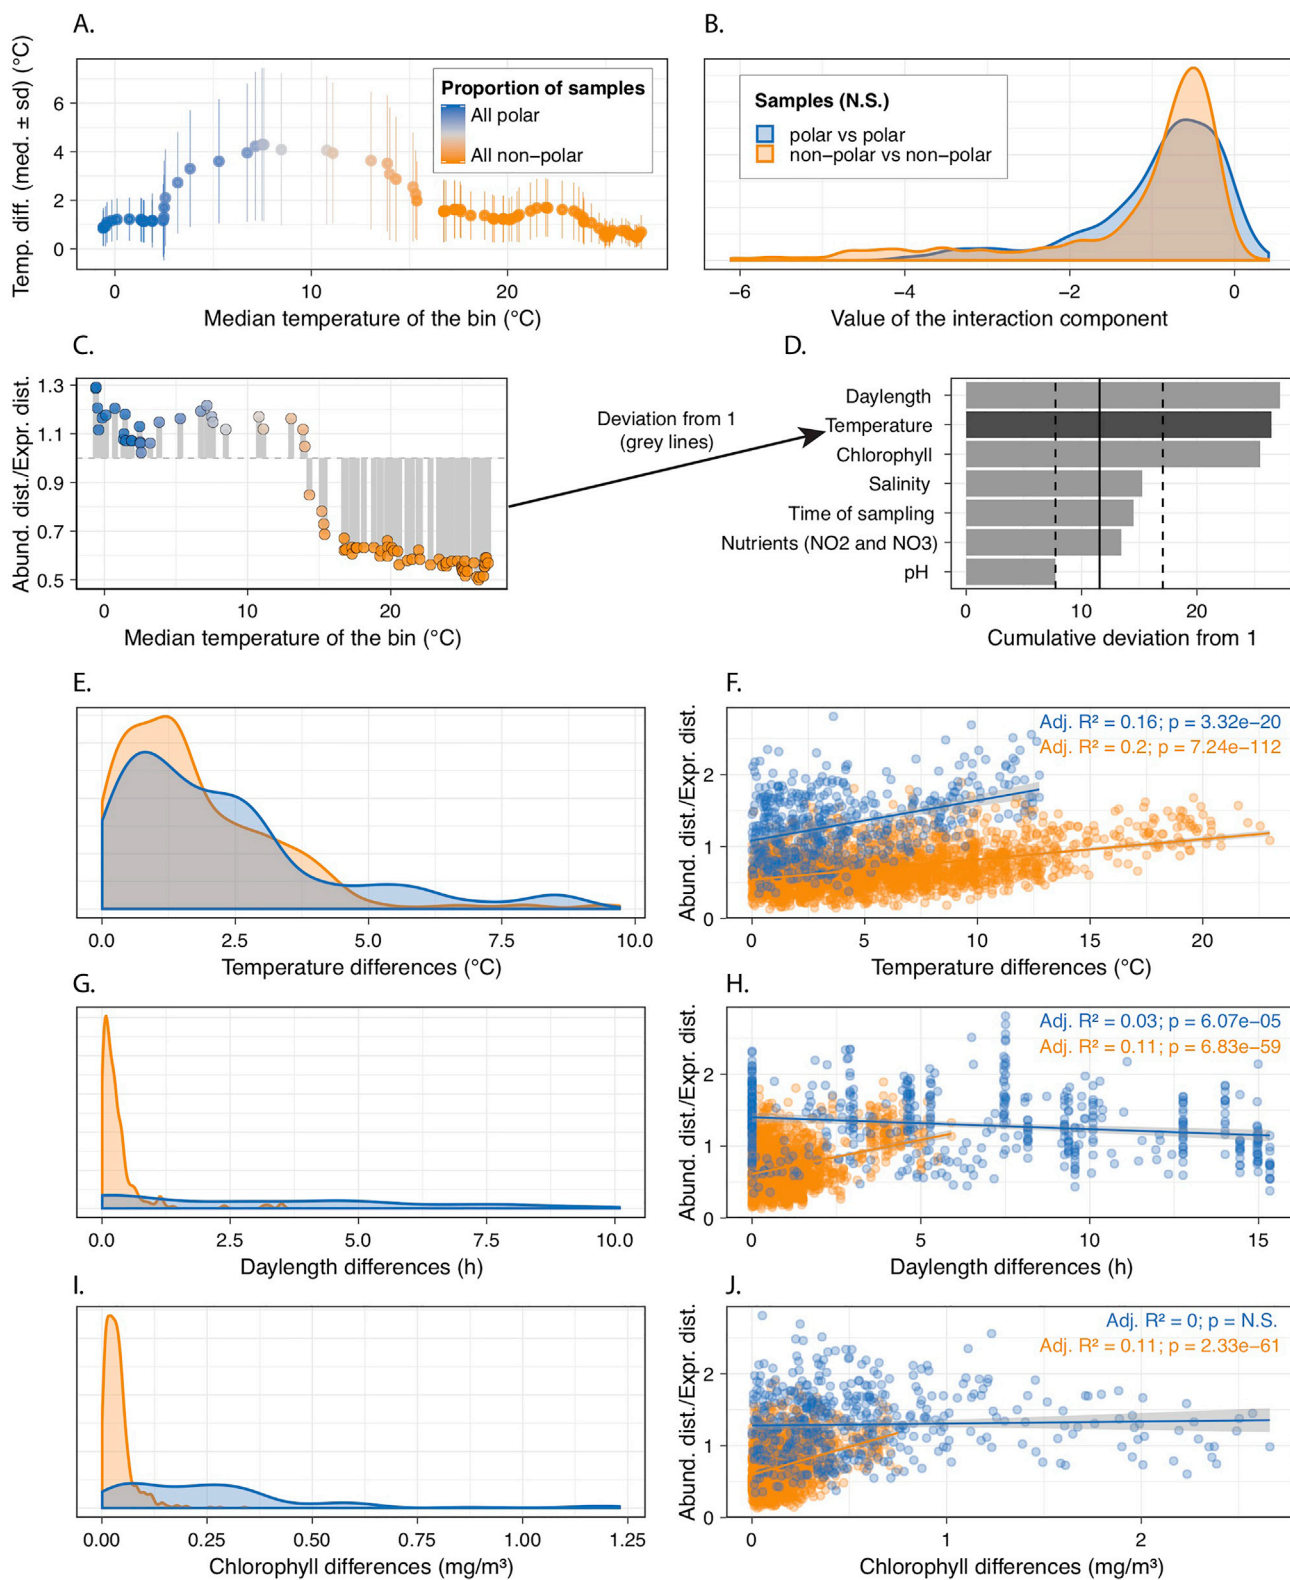 A.
Temp. diff. (med. ± sd) (°C)
6
4
2
0
Proportion of samples
All polar
All non–polar
0
10
20
Median temperature of the bin (°C)
B.
Samples (N.S.)
polar vs polar
non–polar vs non–polar
−6
−4
−2
0
Value of the interaction component
C.
Abund. dist./Expr. dist.
1.3
1.1
0.9
0.7
0.5
0
10
20
Median temperature of the bin (°C)
Deviation from 1
(grey lines)
D.
Daylength
Temperature
Chlorophyll
Salinity
Time of sampling
Nutrients (NO2 and NO3)
pH
0
10
20
Cumulative deviation from 1
E.
0.0
2.5
5.0
7.5
10.0
Temperature differences (°C)
F.
Abund. dist./Expr. dist.
Adj. R² = 0.16; p = 3.32e−20
Adj. R² = 0.2; p = 7.24e−112
2
1
0
0
5
10
15
20
Temperature differences (°C)
G.
0.0
2.5
5.0
7.5
10.0
Daylength differences (h)
H.
Abund. dist./Expr. dist.
Adj. R² = 0.03; p = 6.07e−05
Adj. R² = 0.11; p = 6.83e−59
2
1
0
0
5
10
15
Daylength differences (h)
I.
0.00
0.25
0.50
0.75
1.00
1.25
Chlorophyll differences (mg/m³)
J.
Abund. dist./Expr. dist.
Adj. R² = 0; p = N.S.
Adj. R² = 0.11; p = 2.33e−61
2
1
0
0
1
2
Chlorophyll differences (mg/m³)